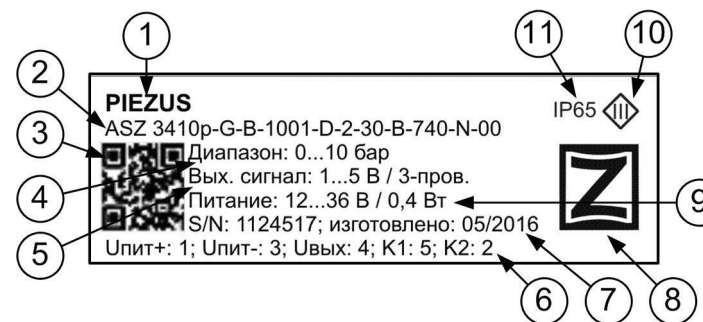 1
11
10
2
PIEZUS
IP65 III
ASZ 3410p-G-B-1001-D-2-30-B-740-N-00
3
Диапазон: 0...10 бар
4
Вых. сигнал: 1...5 В / 3-пров.
Z
Питание: 12...36 В / 0,4 Вт
9
5
S/N: 1124517; изготовлено: 05/2016
Uпит+: 1; Uпит-: 3; Uвых: 4; К1: 5; К2: 2
6
7
8